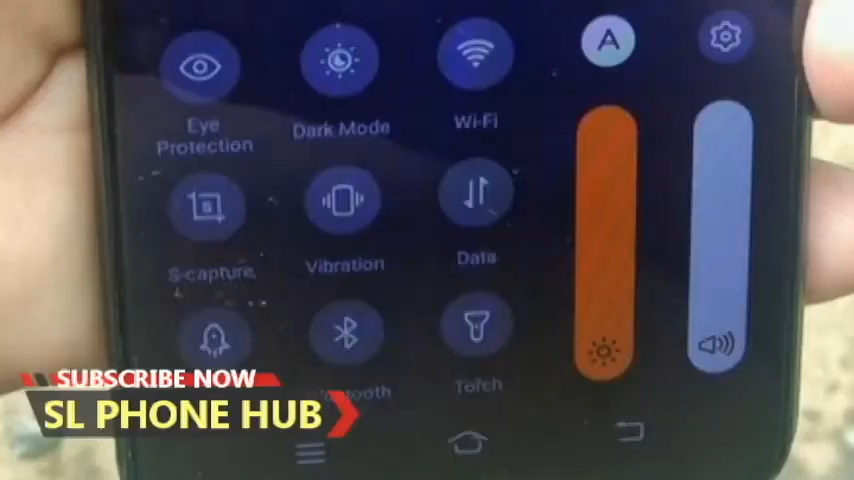 A
Eye
Protection
Dark Mode
Wi-Fi
S
S-capture
Vibration
Data
Torch
SUBSCRIBE NOW
SL PHONE HUB